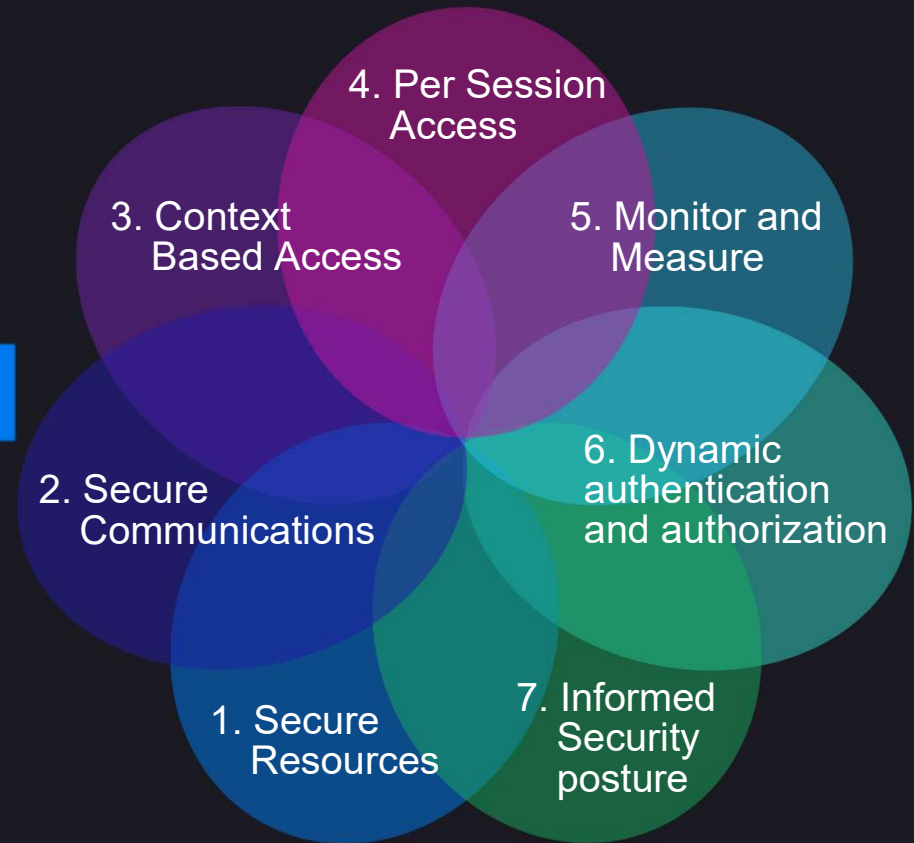 4. Per Session
Access
3. Context
Based Access
5. Monitor and
Measure
2. Secure
Communications
6. Dynamic
authentication
and authorization
1. Secure
Resources
7. Informed
Security
posture